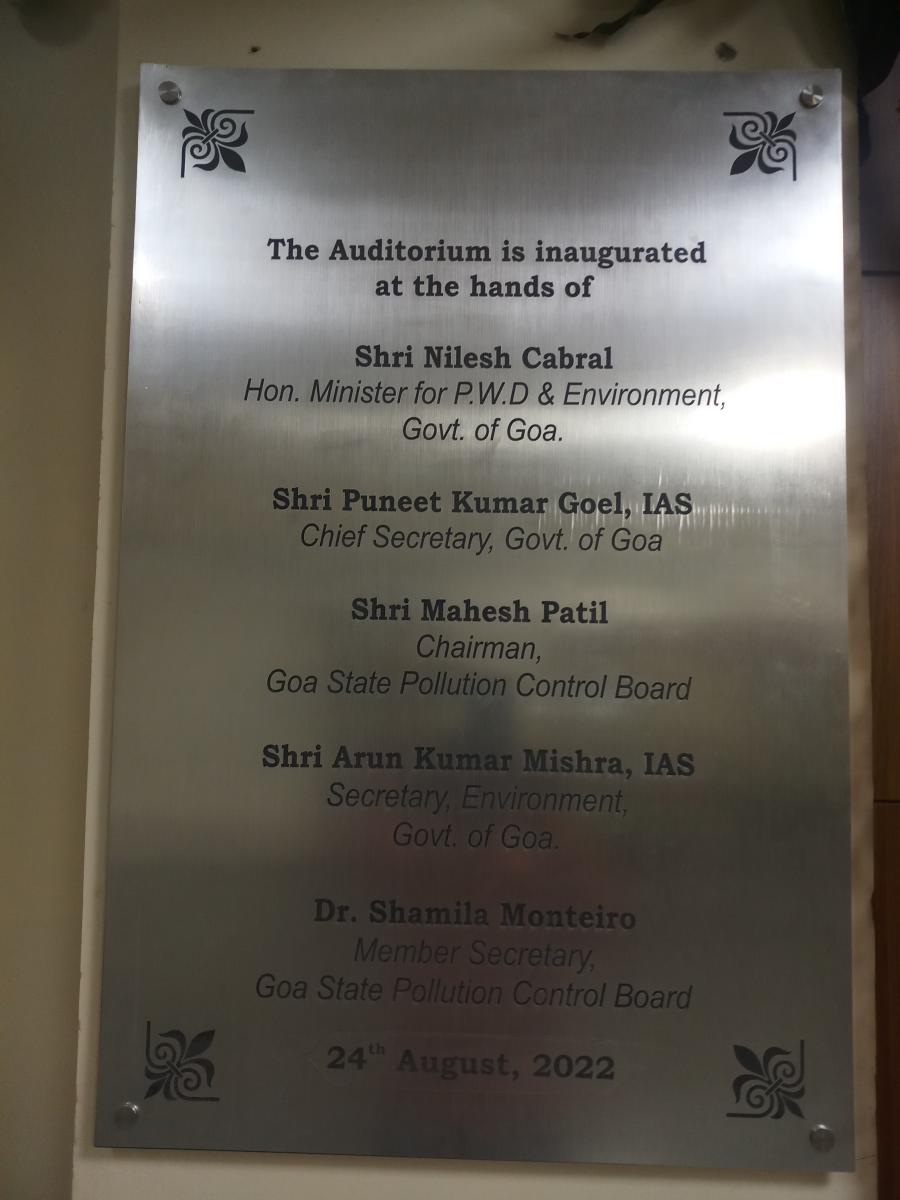 The Auditorium is inaugurated
at the hands of
Shri Nilesh Cabral
Hon. Minister for P.W.D & Environment,
Govt. of Goa.
Shri Puneet Kumar Goel, IAS
Chief Secretary, Govt. of Goa
Shri Mahesh Patil
Chairman,
Goa State Pollution Control Board
Shri Arun Kumar Mishra, IAS
Secretary, Environment,
Govt. of Goa.
Dr. Shamila Monteiro
Member Secretary,
Goa State Pollution Control Board
24th August, 2022